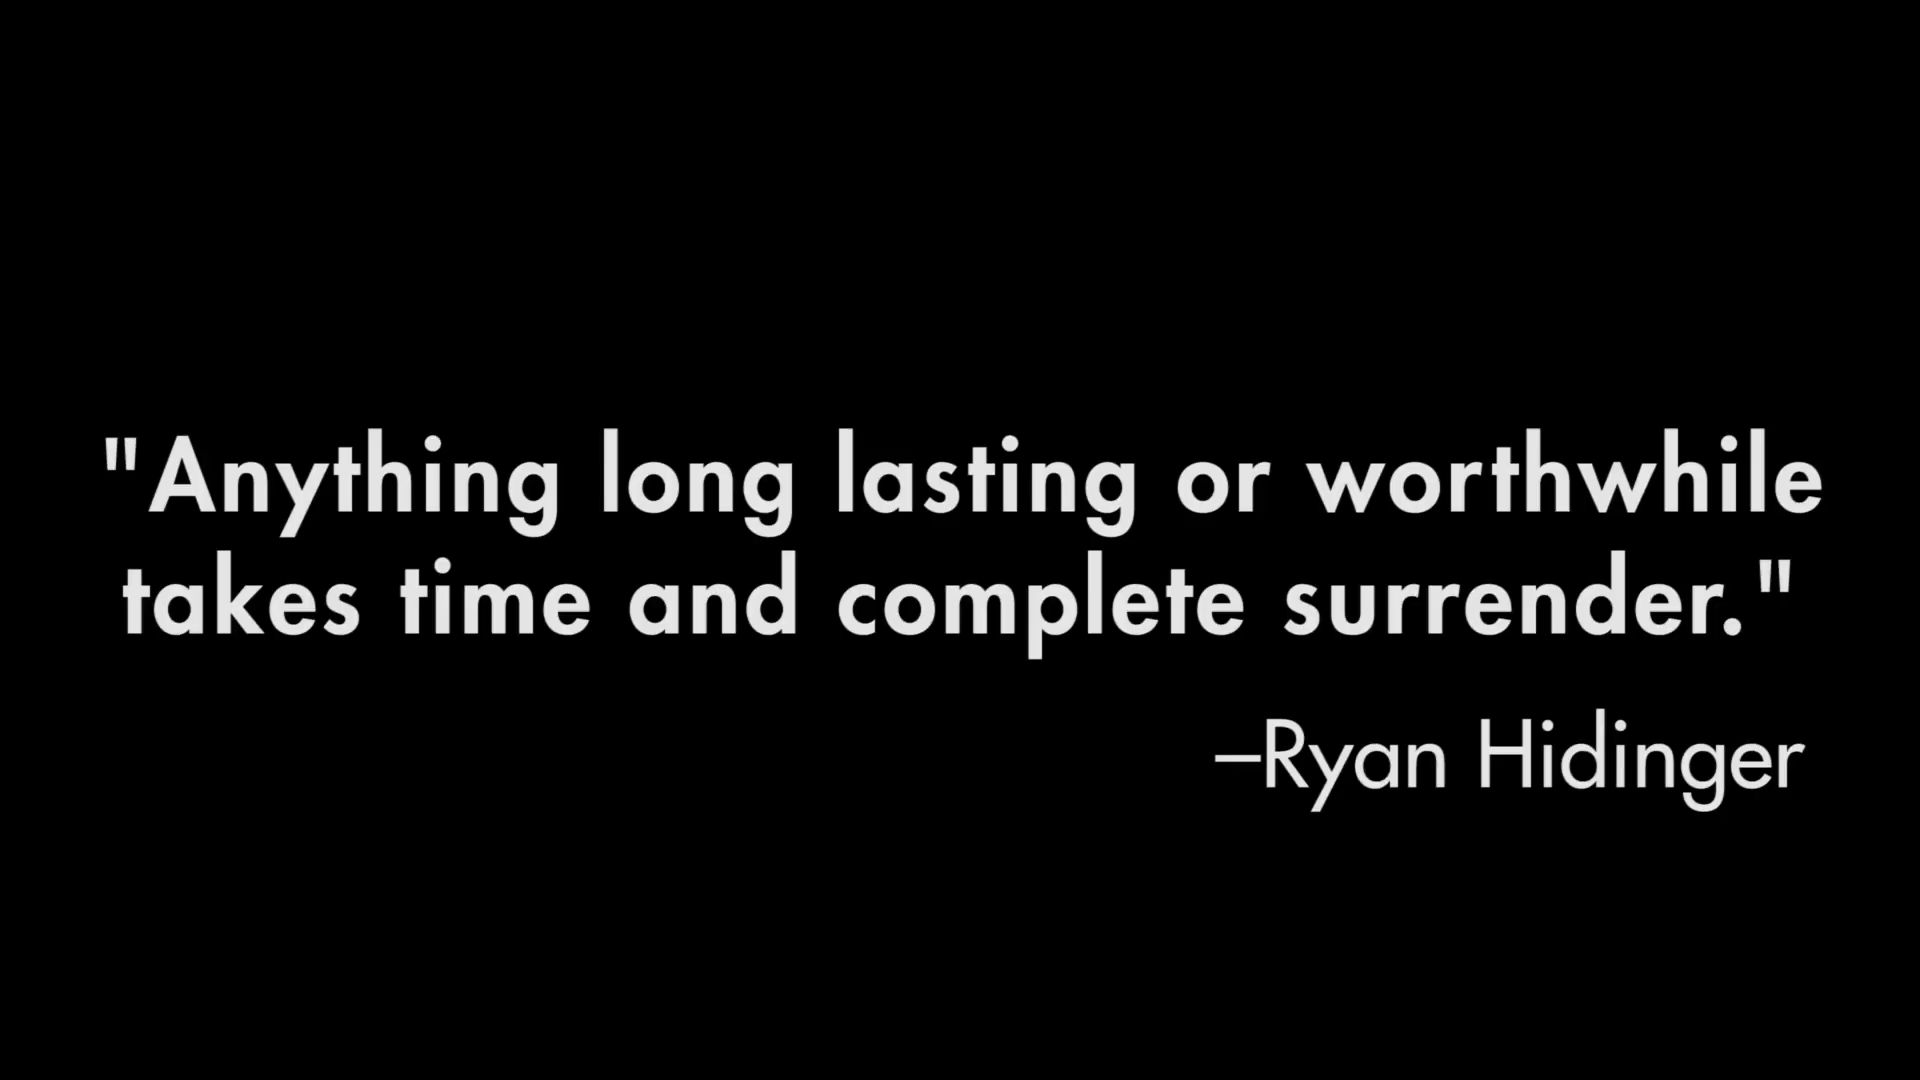 "Anything long lasting or worthwhile
takes time and complete surrender."
–Ryan Hidinger